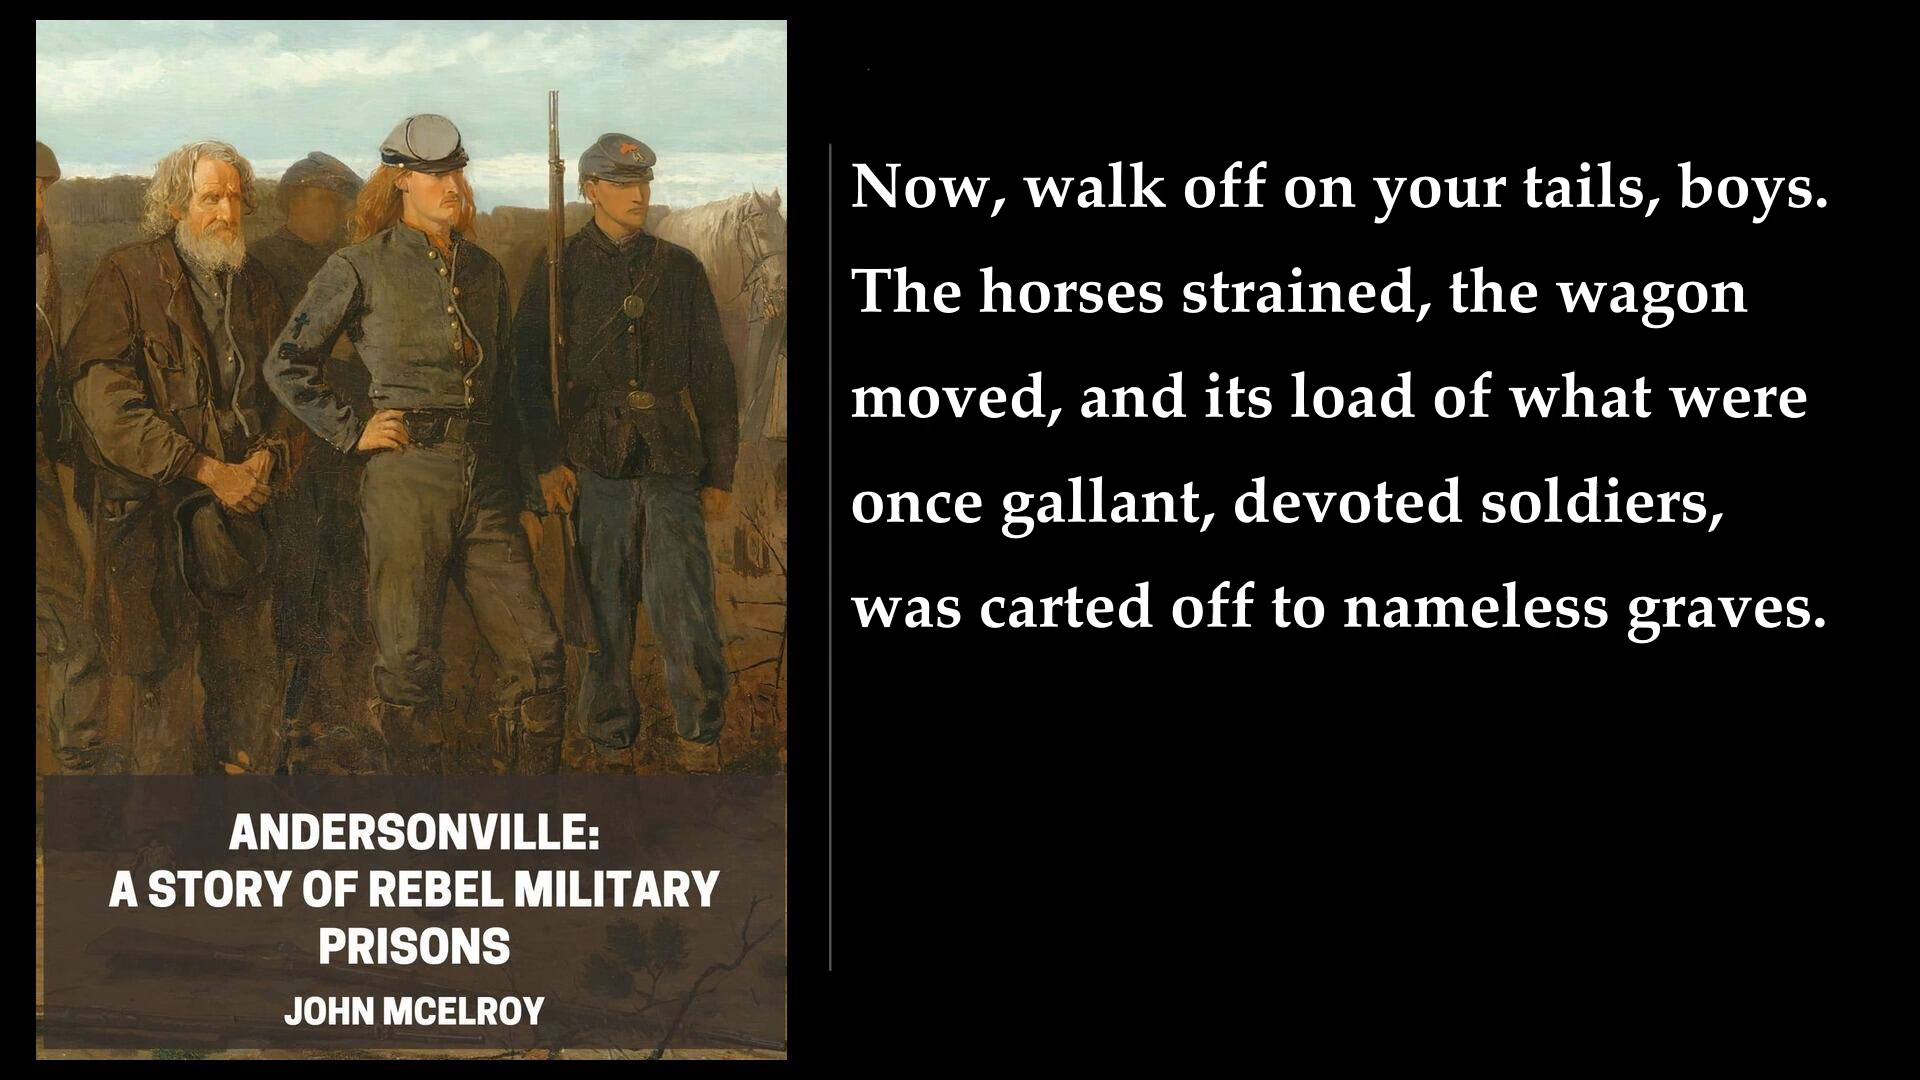 Now, walk off on your tails, boys.
The horses strained, the wagon
moved, and its load of what were
once gallant, devoted soldiers,
was carted off to nameless graves.
ANDERSONVILLE:
A STORY OF REBEL MILITARY
PRISONS
JOHN MCELROY